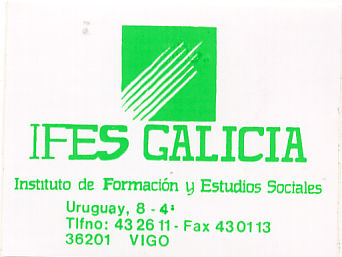 IFES GALICIA
Instituto de Formación y Estudios Sociales
Uruguay, 8 - 4ª
Tlfno: 43 26 11 - Fax 43 01 13
36201 VIGO